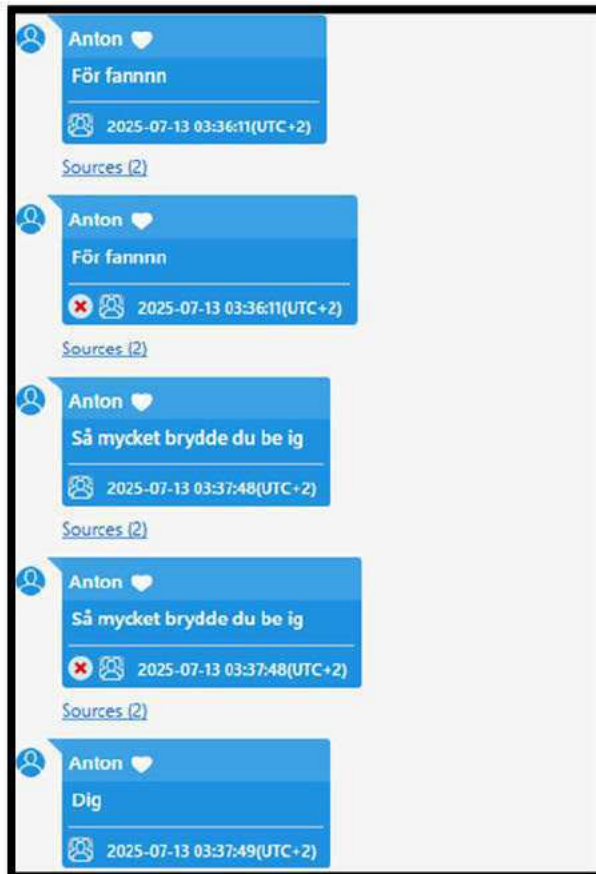 Anton 🤍
För fannnn
2025-07-13 03:36:11(UTC+2)
Sources (2)
Anton 🤍
För fannnn
2025-07-13 03:36:11(UTC+2)
Sources (2)
Anton 🤍
Så mycket brydde du be ig
2025-07-13 03:37:48(UTC+2)
Sources (2)
Anton 🤍
Så mycket brydde du be ig
2025-07-13 03:37:48(UTC+2)
Sources (2)
Anton 🤍
Dig
2025-07-13 03:37:49(UTC+2)